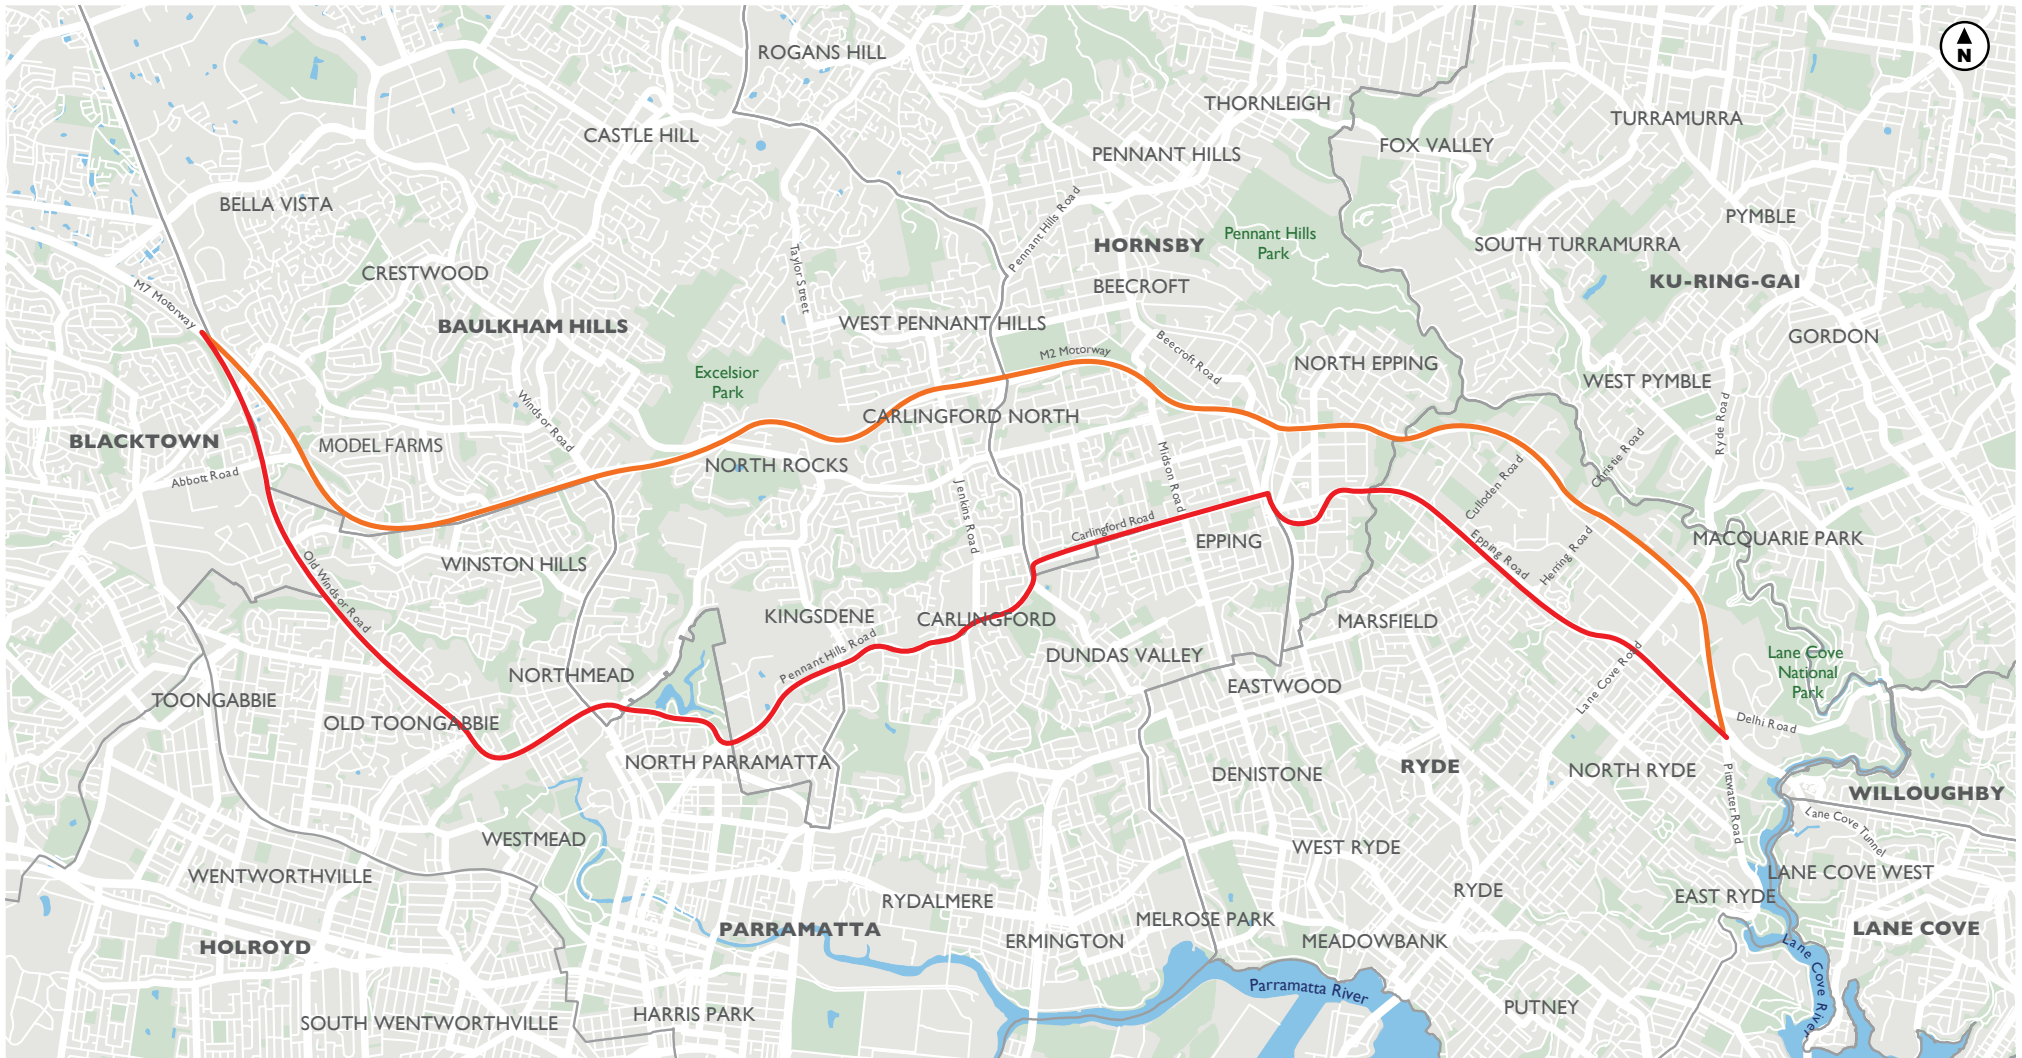 ROGANS HILL
N
THORNLEIGH
TURRAMURRA
CASTLE HILL
FOX VALLEY
PENNANT HILLS
BELLA VISTA
PYMBLE
Pennant Hills Road
Pennant Hills
Park
HORNSBY
SOUTH TURRAMURRA
CRESTWOOD
Taylor Street
BEECROFT
KU-RING-GAI
M7 Motorway
BAULKHAM HILLS
WEST PENNANT HILLS
GORDON
M2 Motorway
Beecroft Road
NORTH EPPING
Excelsior
Park
WEST PYMBLE
Ryde Road
Windsor Road
CARLINGFORD NORTH
BLACKTOWN
MODEL FARMS
Christie Road
NORTH ROCKS
Abbott Road
Midson Road
Culloden Road
Jenkins Road
Carlingford Road
EPPING
MACQUARIE PARK
Epping Road
Herring Road
WINSTON HILLS
Old Windsor Road
KINGSDENE
CARLINGFORD
MARSFIELD
Pennant Hills Road
DUNDAS VALLEY
Lane Cove
National
Park
NORTHMEAD
Lane Cove Road
EASTWOOD
TOONGABBIE
OLD TOONGABBIE
Delhi Road
NORTH PARRAMATTA
DENISTONE
RYDE
NORTH RYDE
Pittwater Road
WILLOUGHBY
Lane Cove Tunnel
WESTMEAD
WEST RYDE
WENTWORTHVILLE
LANE COVE WEST
RYDE
EAST RYDE
RYDALMERE
MELROSE PARK
PARRAMATTA
LANE COVE
ERMINGTON
MEADOWBANK
HOLROYD
Lane Cove River
Parramatta River
PUTNEY
HARRIS PARK
SOUTH WENTWORTHVILLE